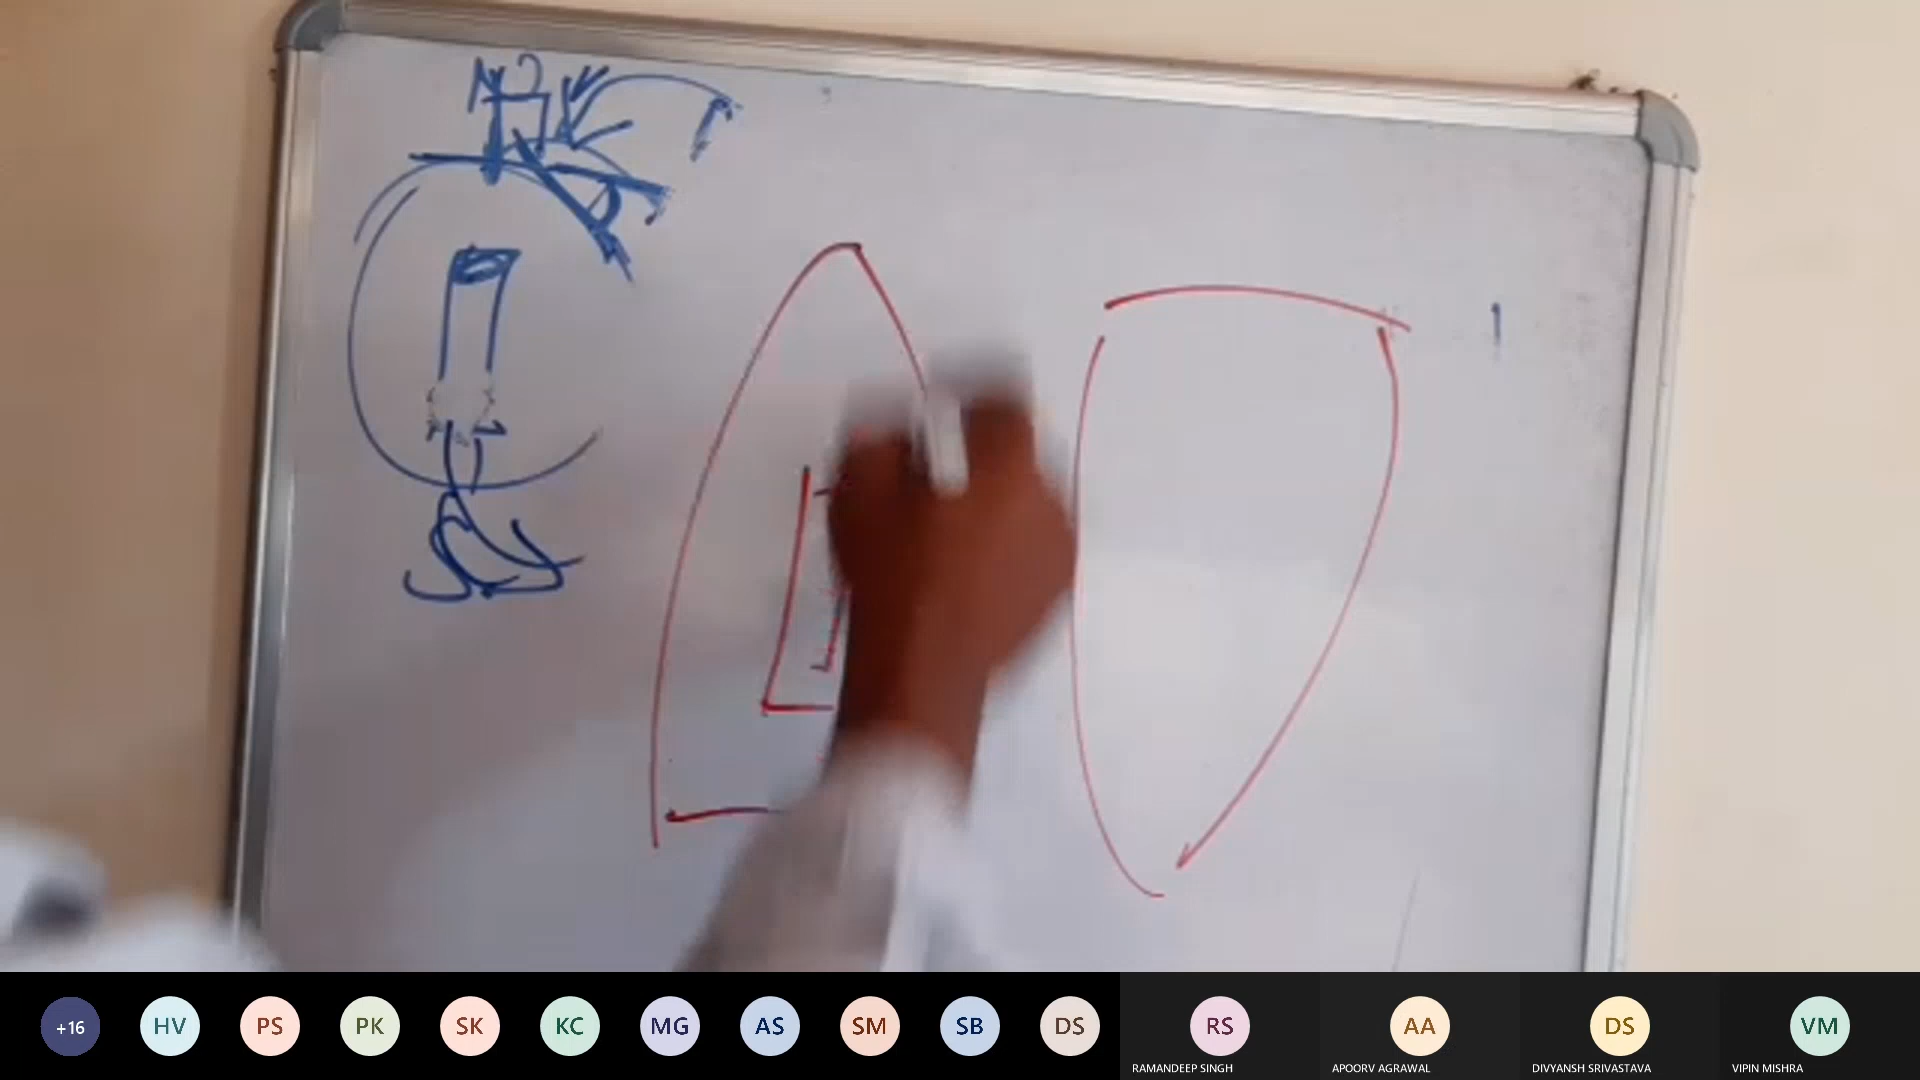 +16
HV
PS
PK
SK
KC
MG
AS
SM
SB
DS
RS
AA
DS
VM
RAMANDEEP SINGH
APOORV AGRAWAL
DIVYANSH SRIVASTAVA
VIPIN MISHRA